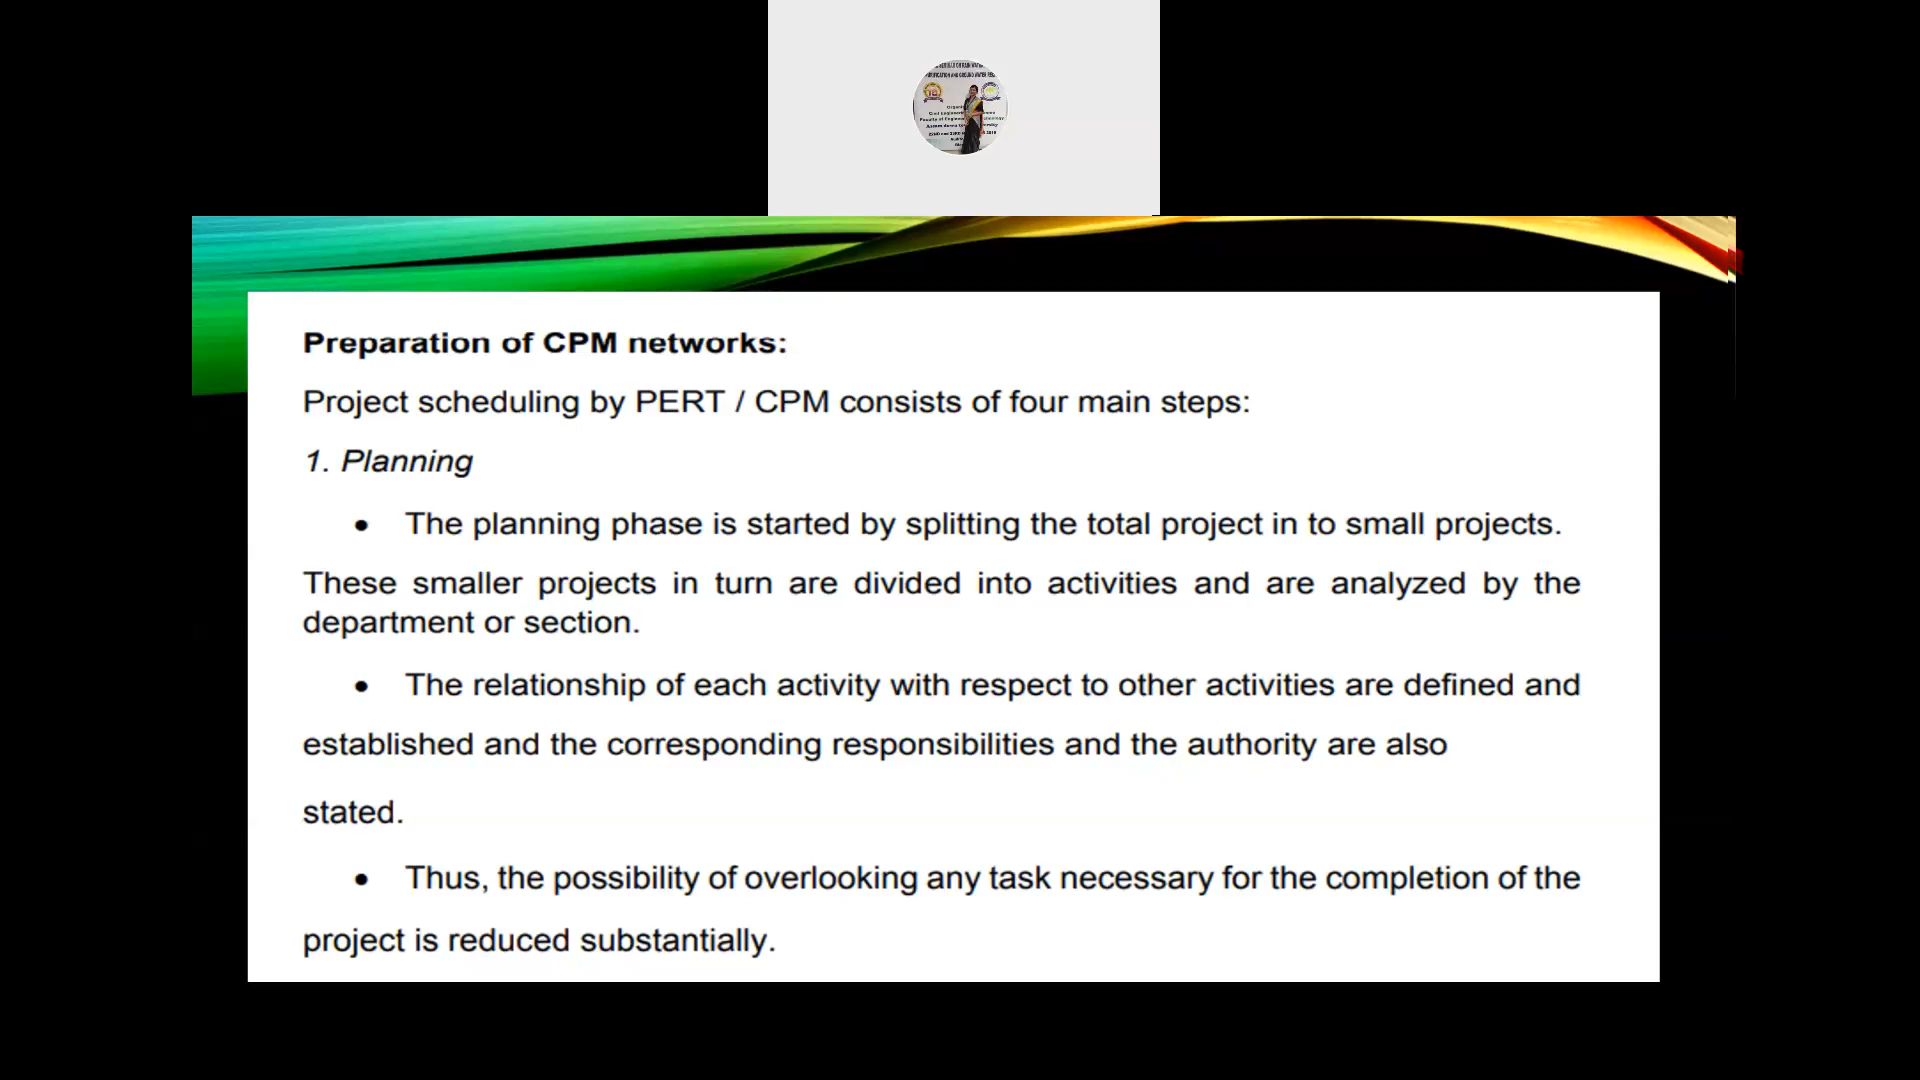 Preparation of CPM networks:
Project scheduling by PERT / CPM consists of four main steps:
1. Planning
• The planning phase is started by splitting the total project in to small projects.
These smaller projects in turn are divided into activities and are analyzed by the
department or section.
• The relationship of each activity with respect to other activities are defined and
established and the corresponding responsibilities and the authority are also
stated.
• Thus, the possibility of overlooking any task necessary for the completion of the
project is reduced substantially.